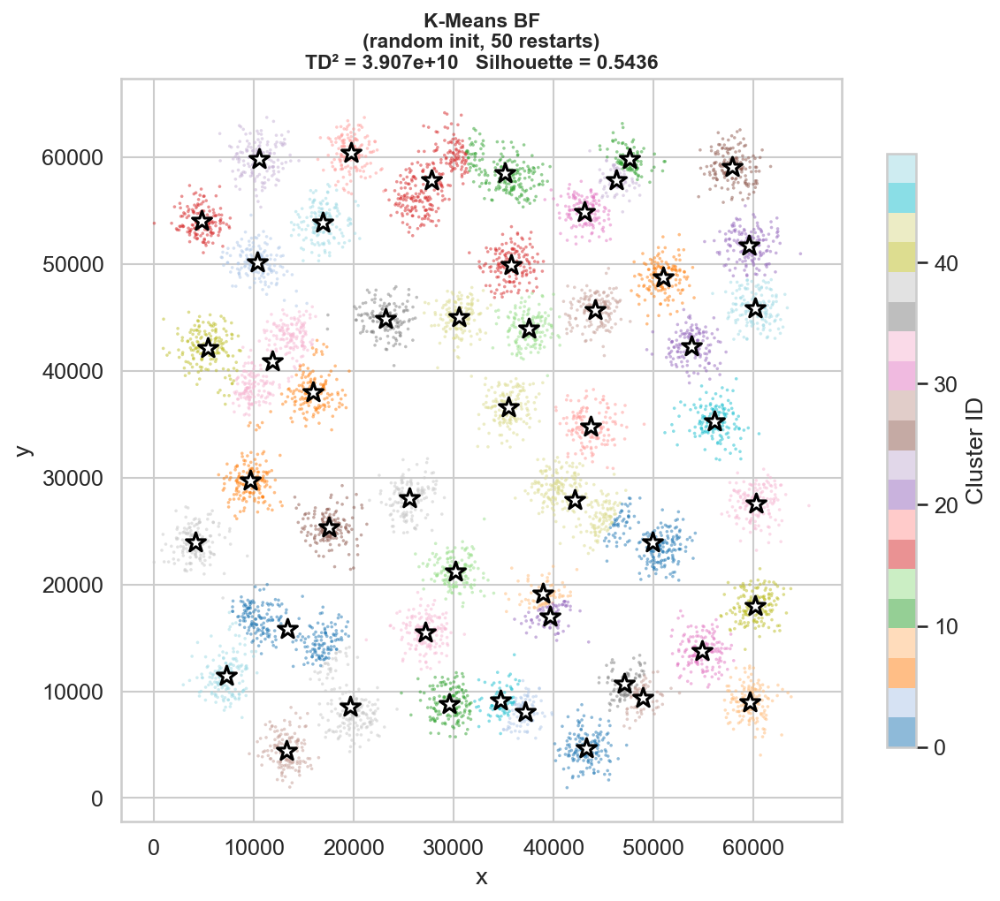 K-Means BF
(random init, 50 restarts)
TD² = 3.907e+10 Silhouette = 0.5436
60000
50000
40000
30000
20000
10000
0
y
0 10000 20000 30000 40000 50000 60000
x
40
30
20
10
0
Cluster ID